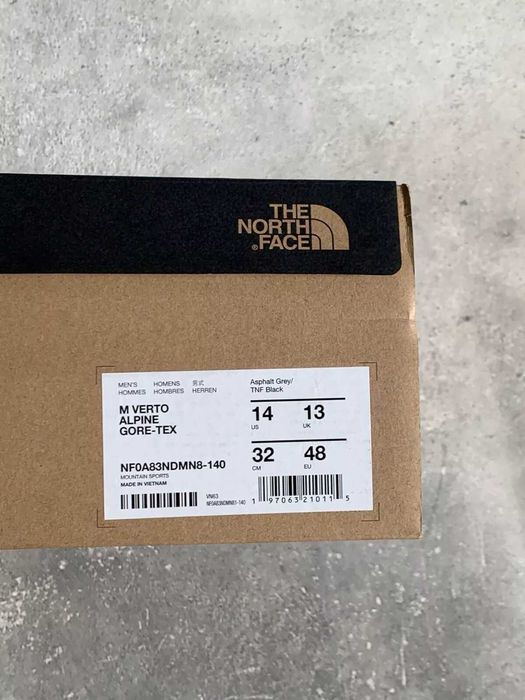 THE
NORTH
FACE
MEN'S HOMENS 男式
HOMMES HOMBRES HERREN
Asphalt Grey/
TNF Black
M VERTO
ALPINE
GORE-TEX
14 US 13 UK
32 CM 48 EU
NF0A83NDMN8-140
MOUNTAIN SPORTS
MADE IN VIETNAM
VN63
NF0A83NDMN81-140
1 97063 21011 5